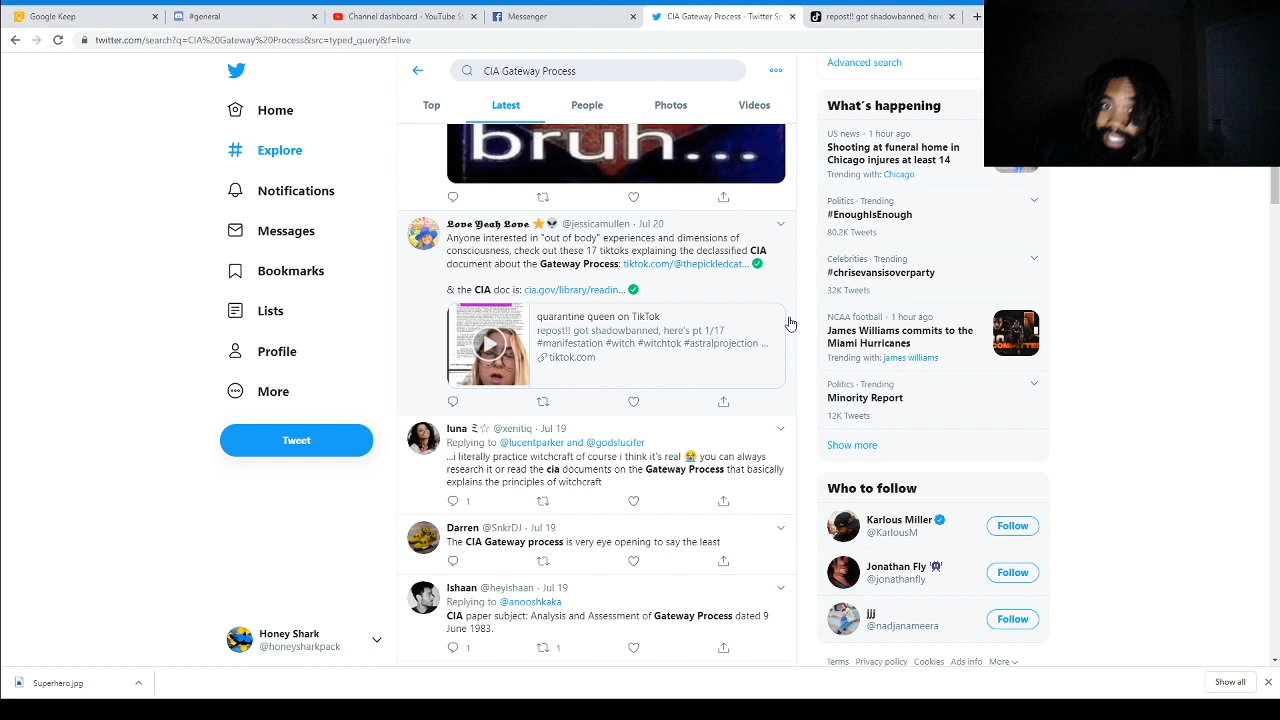 Google Keep
#general
Channel dashboard - YouTube St
Messenger
CIA Gateway Process - Twitter Se
repost!! got shadowbanned, here
twitter.com/search?q=CIA%20Gateway%20Process&src=typed_query&f=live
Home
Explore
Notifications
Messages
Bookmarks
Lists
Profile
More
Tweet
Honey Shark
@honeysharkpack
CIA Gateway Process
Top
Latest
People
Photos
Videos
bruh...
𝕷𝖔𝖛𝖊 𝖄𝖊𝖆𝖍 𝕷𝖔𝖛𝖊 ⭐👽 @jessicamullen · Jul 20
Anyone interested in "out of body" experiences and dimensions of
consciousness, check out these 17 tiktoks explaining the declassified CIA
document about the Gateway Process: tiktok.com/@thepickledcat...
& the CIA doc is: cia.gov/library/readin...
quarantine queen on TikTok
repost!! got shadowbanned, here's pt 1/17
#manifestation #witch #witchtok #astralprojection ...
tiktok.com
luna ミ☆ @xenitiq · Jul 19
Replying to @lucentparker and @godslucifer
...i literally practice witchcraft of course i think it's real 😭 you can always
research it or read the cia documents on the Gateway Process that basically
explains the principles of witchcraft
1
Darren @SnkrDJ · Jul 19
The CIA Gateway process is very eye opening to say the least
Ishaan @heyishaan · Jul 19
Replying to @anooshkaka
CIA paper subject: Analysis and Assessment of Gateway Process dated 9
June 1983.
1 1
Advanced search
What's happening
US news · 1 hour ago
Shooting at funeral home in
Chicago injures at least 14
Trending with: Chicago
Politics · Trending
#EnoughIsEnough
80.2K Tweets
Celebrities · Trending
#chrisevansisoverparty
32K Tweets
NCAA football · 1 hour ago
James Williams commits to the
Miami Hurricanes
Trending with: james williams
Politics · Trending
Minority Report
12K Tweets
Show more
Who to follow
Karlous Miller
@KarlousM
Follow
Jonathan Fly
@jonathanfly
Follow
jjj
@nadjanameera
Follow
Terms Privacy policy Cookies Ads info More
Superhero.jpg
Show all